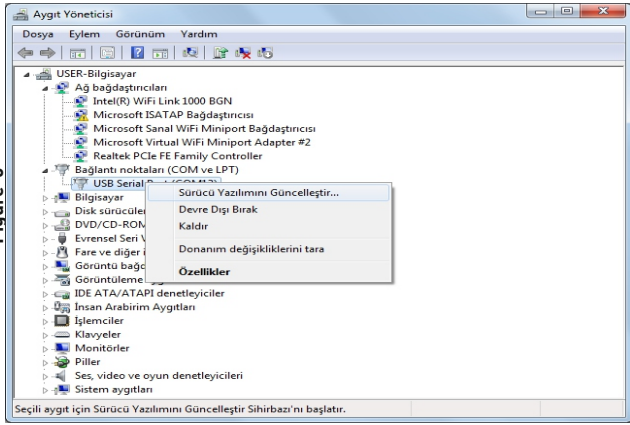 Aygıt Yöneticisi
Dosya Eylem Görünüm Yardım
USER-Bilgisayar
Ağ bağdaştırıcıları
Intel(R) WiFi Link 1000 BGN
Microsoft ISATAP Bağdaştırıcısı
Microsoft Sanal WiFi Miniport Bağdaştırıcısı
Microsoft Virtual WiFi Miniport Adapter #2
Realtek PCIe FE Family Controller
Bağlantı noktaları (COM ve LPT)
USB Serial
Sürücü Yazılımını Güncelleştir...
Devre Dışı Bırak
Kaldır
Donanım değişikliklerini tara
Özellikler
Bilgisayar
Disk sürücüle
DVD/CD-ROM
Evrensel Seri
Fare ve diğer
Görüntü bağd
Görüntüleme
IDE ATA/ATAPI denetleyiciler
İnsan Arabirim Aygıtları
İşlemciler
Klavyeler
Monitörler
Piller
Ses, video ve oyun denetleyicileri
Sistem aygıtları
Seçili aygıt için Sürücü Yazılımını Güncelleştir Sihirbazı'nı başlatır.